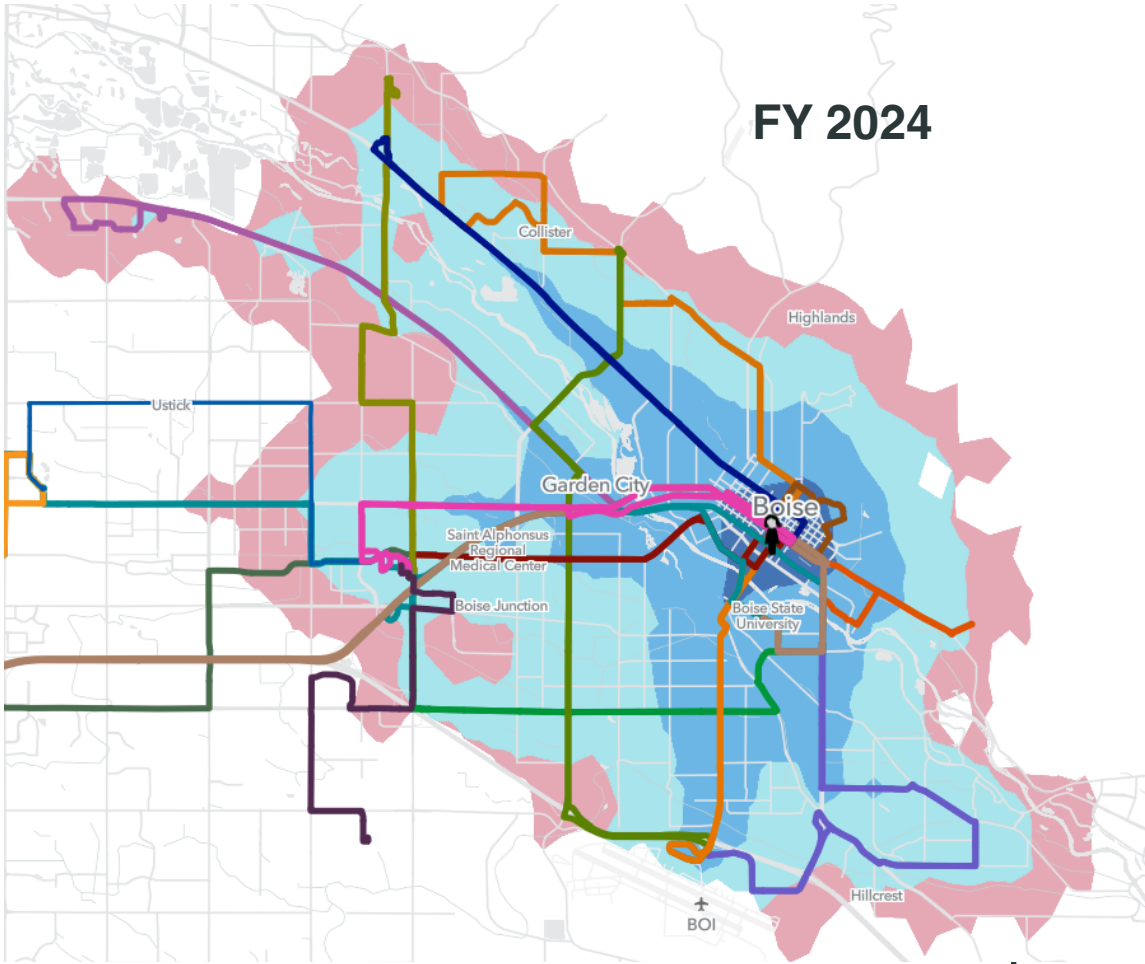 FY 2024
Collister
Highlands
Ustick
Garden City
Boise
Saint Alphonsus
Regional
Medical Center
Boise Junction
Boise State
University
Hillcrest
BOI